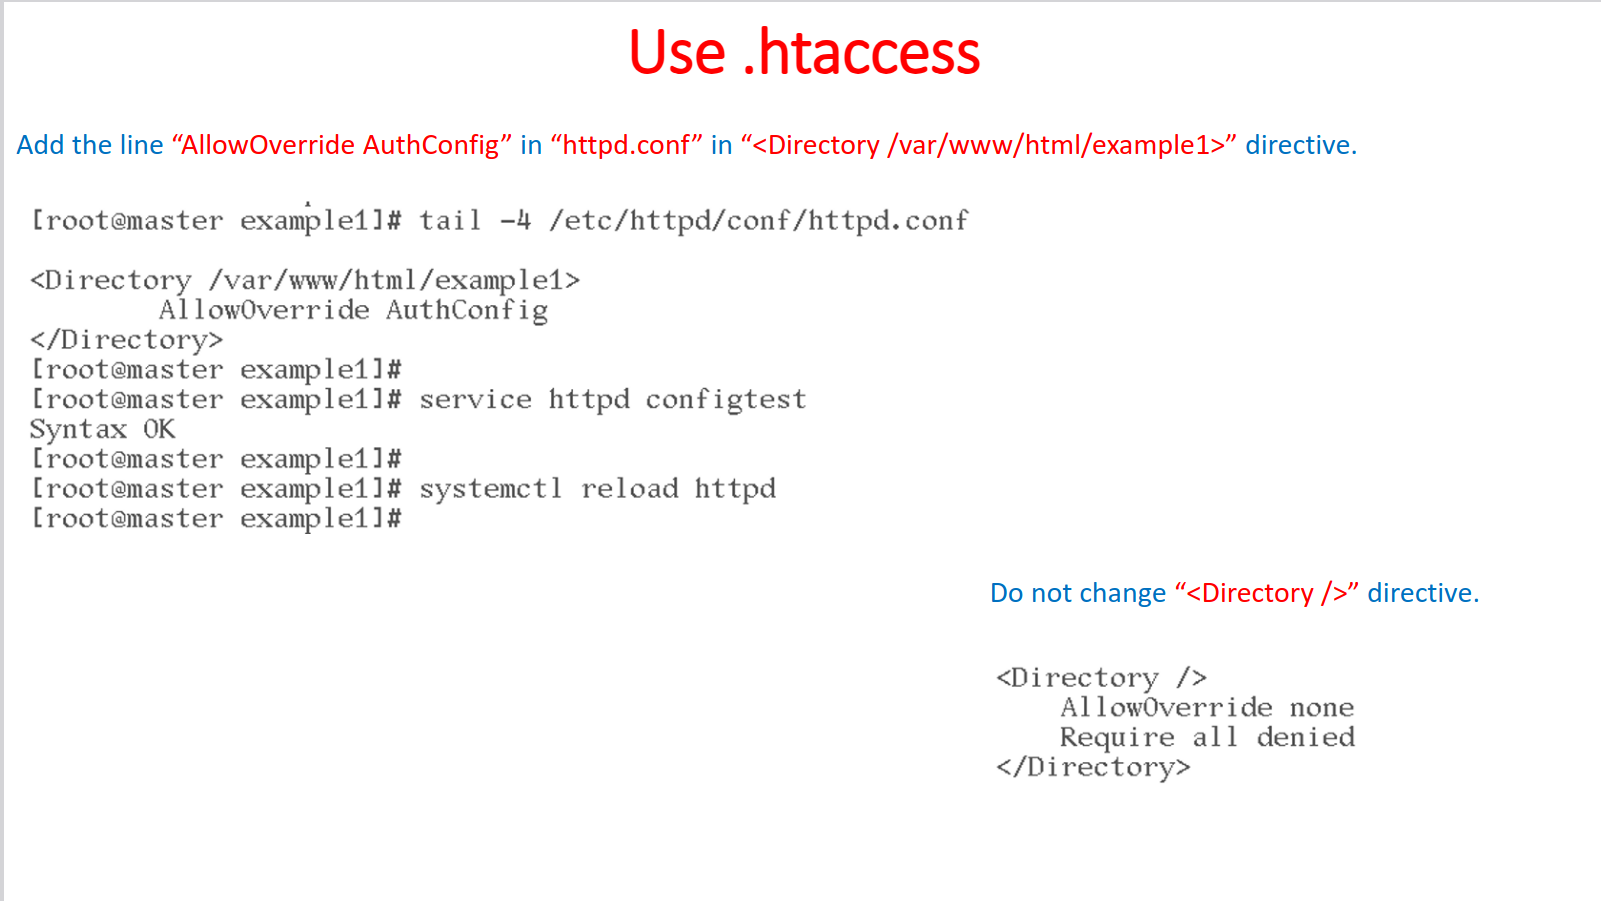 Use .htaccess
Add the line “AllowOverride AuthConfig” in “httpd.conf” in “<Directory /var/www/html/example1>” directive.
[root@master example1]# tail -4 /etc/httpd/conf/httpd.conf
<Directory /var/www/html/example1>
        AllowOverride AuthConfig
</Directory>
[root@master example1]#
[root@master example1]# service httpd configtest
Syntax OK
[root@master example1]#
[root@master example1]# systemctl reload httpd
[root@master example1]#
Do not change “<Directory />” directive.
<Directory />
    AllowOverride none
    Require all denied
</Directory>